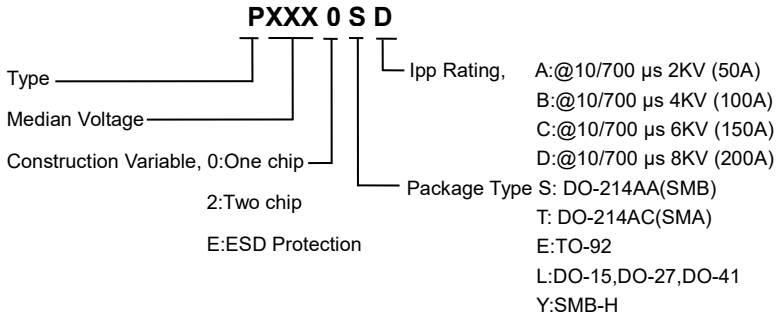 PXXX 0 S D
Type
Ipp Rating, A:@10/700 µs 2KV (50A)
B:@10/700 µs 4KV (100A)
C:@10/700 µs 6KV (150A)
D:@10/700 µs 8KV (200A)
Median Voltage
Construction Variable, 0:One chip
2:Two chip
E:ESD Protection
Package Type S: DO-214AA(SMB)
T: DO-214AC(SMA)
E:TO-92
L:DO-15,DO-27,DO-41
Y:SMB-H